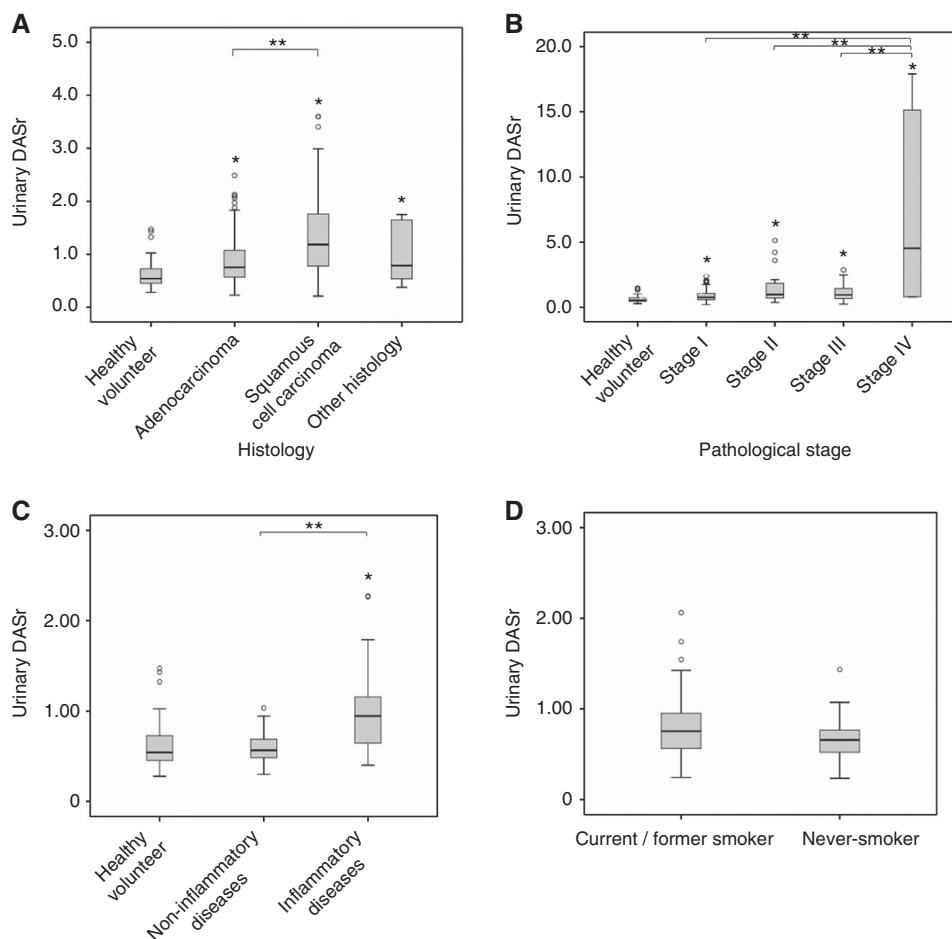 A
Urinary DASr
5.0
4.0
3.0
2.0
1.0
0.0
**
*
*
*
Healthy
volunteer
Adenocarcinoma
Squamous
cell carcinoma
Other histology
Histology
B
Urinary DASr
20.0
15.0
10.0
5.0
0.0
**
**
**
*
*
*
*
Healthy
volunteer
Stage I
Stage II
Stage III
Stage IV
Pathological stage
C
Urinary DASr
3.00
2.00
1.00
0
**
*
Healthy
volunteer
Non-inflammatory
diseases
Inflammatory
diseases
D
Urinary DASr
3.00
2.00
1.00
0
Current / former smoker
Never-smoker